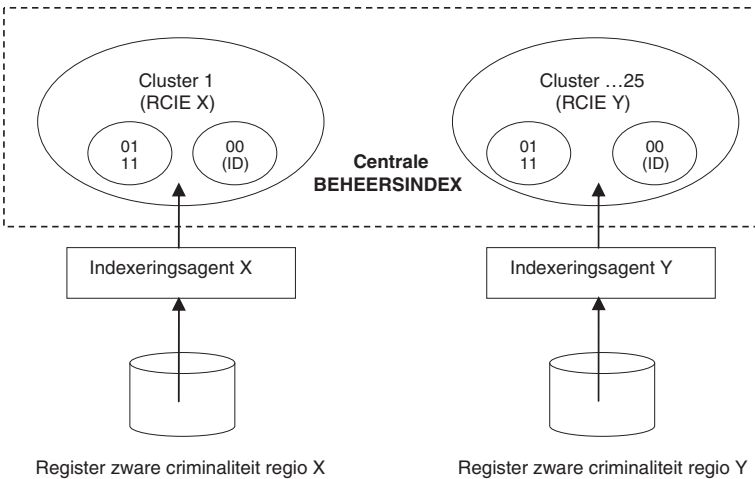 Cluster 1
(RCIE X)
01
11
00
(ID)
Cluster …25
(RCIE Y)
01
11
00
(ID)
Centrale
BEHEERSINDEX
Indexeringsagent X
Indexeringsagent Y
Register zware criminaliteit regio X
Register zware criminaliteit regio Y